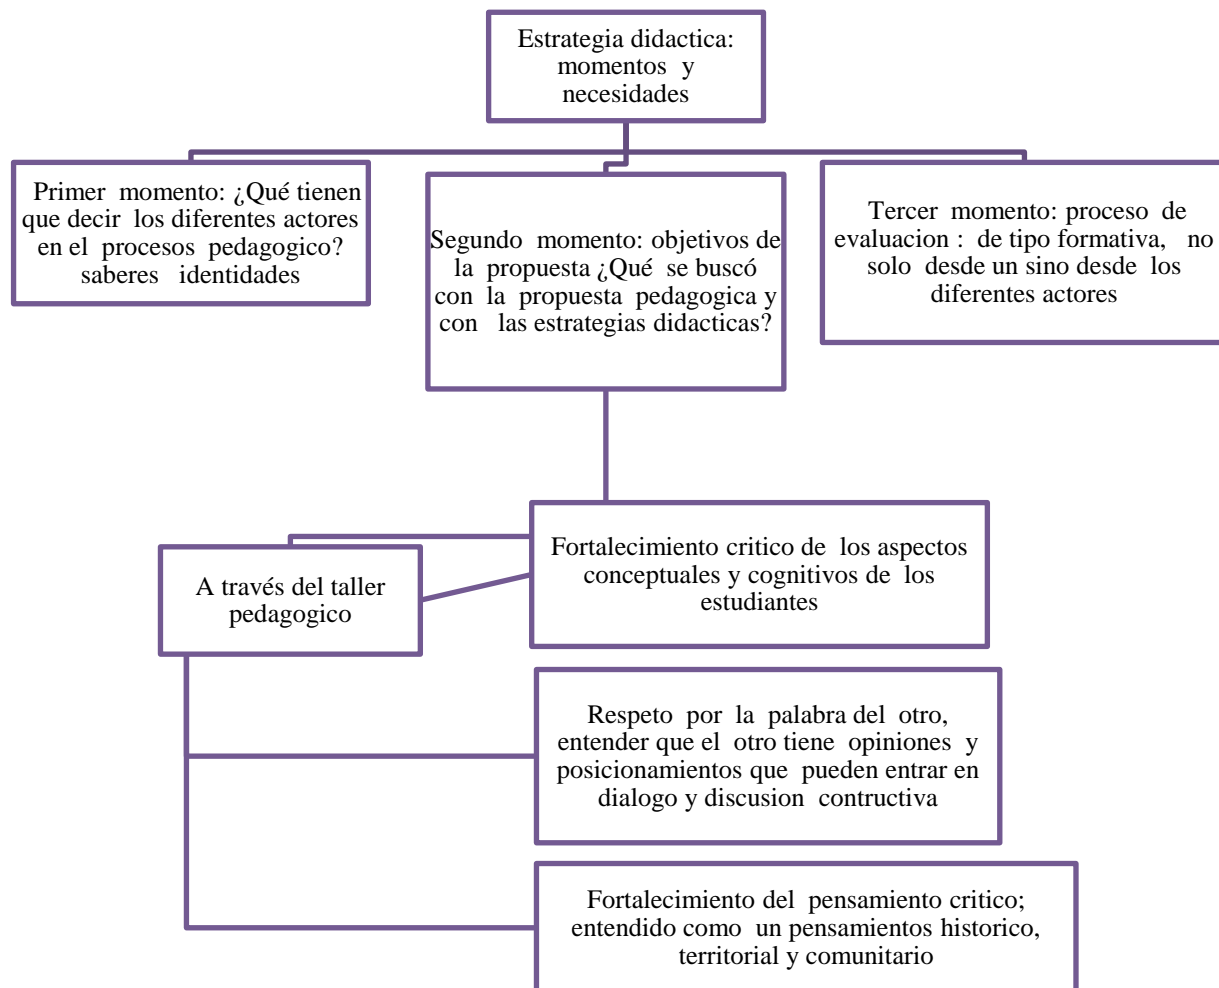 Estrategia didactica:
momentos y
necesidades
Primer momento: ¿Qué tienen
que decir los diferentes actores
en el procesos pedagogico?
saberes identidades
Segundo momento: objetivos de
la propuesta ¿Qué se buscó
con la propuesta pedagogica y
con las estrategias didacticas?
Tercer momento: proceso de
evaluacion : de tipo formativa, no
solo desde un sino desde los
diferentes actores
A través del taller
pedagogico
Fortalecimiento critico de los aspectos
conceptuales y cognitivos de los
estudiantes
Respeto por la palabra del otro,
entender que el otro tiene opiniones y
posicionamientos que pueden entrar en
dialogo y discusion contructiva
Fortalecimiento del pensamiento critico;
entendido como un pensamientos historico,
territorial y comunitario